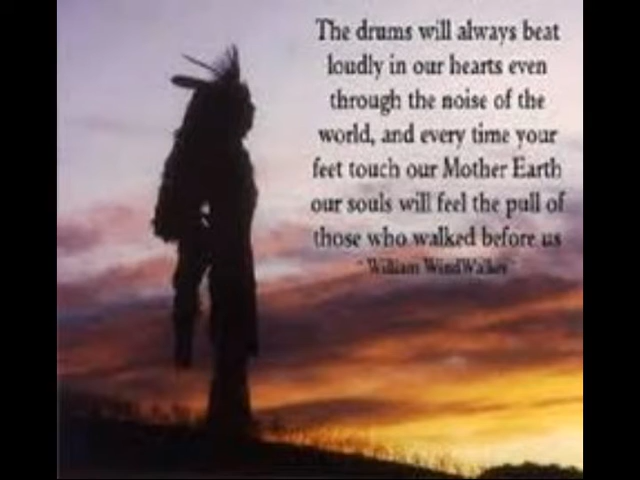 The drums will always beat
loudly in our hearts even
through the noise of the
world, and every time your
feet touch our Mother Earth
our souls will feel the pull of
those who walked before us
~ William WindWalker ~